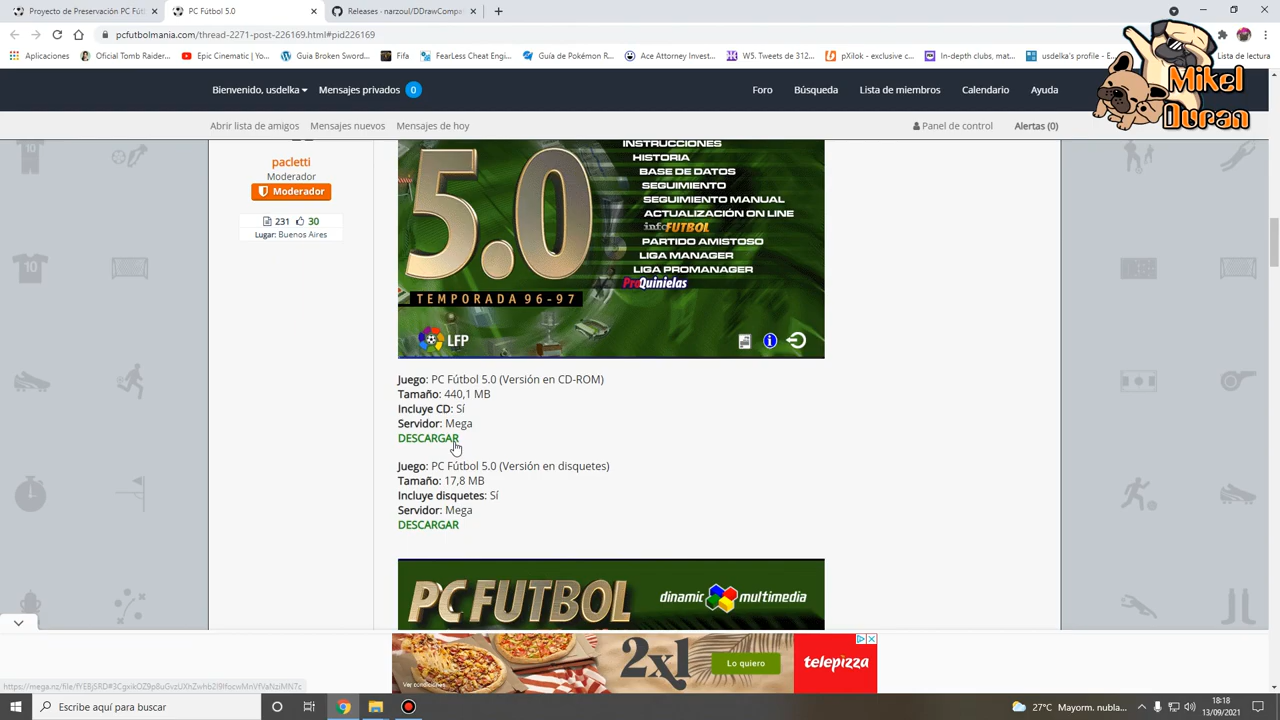 Proyecto de Preservación PC Fútb
PC Fútbol 5.0
Releases · narzoul/DDrawCompa
pcfutbolmania.com/thread-2271-post-226169.html#pid226169
Aplicaciones
Oficial Tomb Raider...
Epic Cinematic | Yo...
Guia Broken Sword...
Fifa
FearLess Cheat Engi...
Guía de Pokémon R...
Ace Attorney Invest...
W5. Tweets de 312...
pXilok - exclusive c...
In-depth clubs, mat...
usdelka's profile - E...
Lista de lectura
Mikel
Duran
Bienvenido, usdelka
Mensajes privados 0
Foro
Búsqueda
Lista de miembros
Calendario
Ayuda
Abrir lista de amigos
Mensajes nuevos
Mensajes de hoy
Panel de control
Alertas (0)
pacletti
Moderador
Moderador
231 30
Lugar: Buenos Aires
INSTRUCCIONES
HISTORIA
BASE DE DATOS
SEGUIMIENTO
SEGUIMIENTO MANUAL
ACTUALIZACIÓN ON LINE
infoFUTBOL
PARTIDO AMISTOSO
LIGA MANAGER
LIGA PROMANAGER
ProQuinielas
5.0
TEMPORADA 96-97
LFP
Juego: PC Fútbol 5.0 (Versión en CD-ROM)
Tamaño: 440,1 MB
Incluye CD: Sí
Servidor: Mega
DESCARGAR
Juego: PC Fútbol 5.0 (Versión en disquetes)
Tamaño: 17,8 MB
Incluye disquetes: Sí
Servidor: Mega
DESCARGAR
PC FUTBOL
dinamic multimedia
2x1
Lo quiero
telepizza
Ver condiciones
Escribe aquí para buscar
27°C Mayorm. nubla...
18:18
13/09/2021